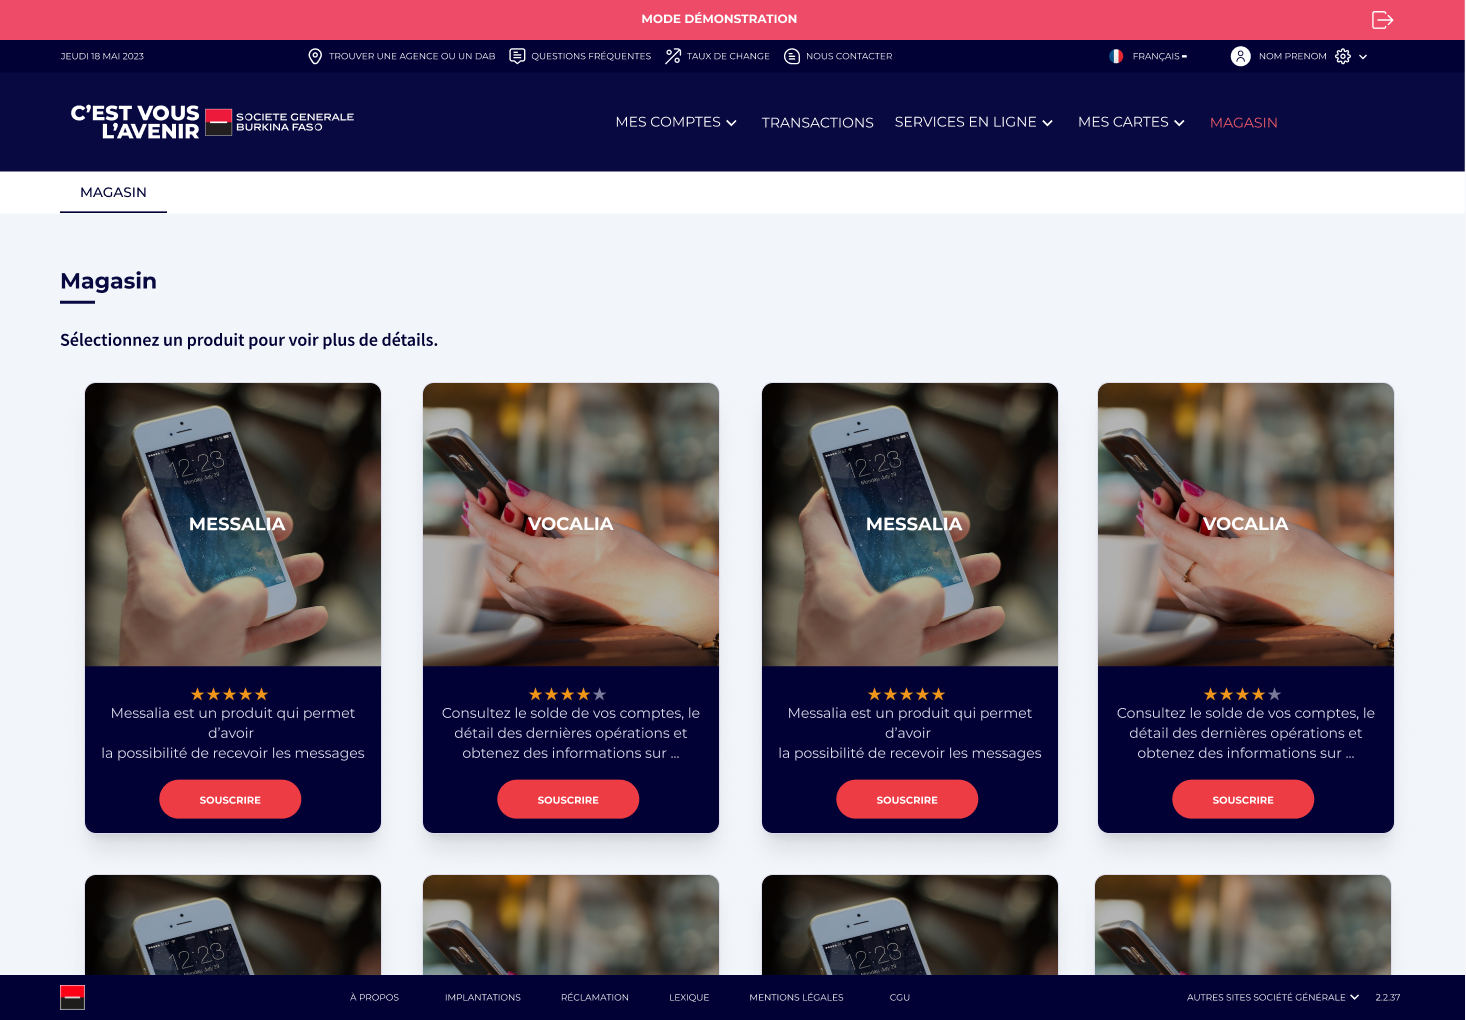 MODE DÉMONSTRATION
JEUDI 18 MAI 2023
TROUVER UNE AGENCE OU UN DAB
QUESTIONS FRÉQUENTES
TAUX DE CHANGE
NOUS CONTACTER
FRANÇAIS
NOM PRENOM
C'EST VOUS
L'AVENIR
SOCIETE GENERALE
BURKINA FASO
MES COMPTES
TRANSACTIONS
SERVICES EN LIGNE
MES CARTES
MAGASIN
MAGASIN
Magasin
Sélectionnez un produit pour voir plus de détails.
12:23
Monday, July 29
MESSALIA
VOCALIA
12:23
Monday, July 29
MESSALIA
VOCALIA
Messalia est un produit qui permet
d'avoir
la possibilité de recevoir les messages
SOUSCRIRE
Consultez le solde de vos comptes, le
détail des dernières opérations et
obtenez des informations sur ...
SOUSCRIRE
Messalia est un produit qui permet
d'avoir
la possibilité de recevoir les messages
SOUSCRIRE
Consultez le solde de vos comptes, le
détail des dernières opérations et
obtenez des informations sur ...
SOUSCRIRE
12:23
12:23
À PROPOS
IMPLANTATIONS
RÉCLAMATION
LEXIQUE
MENTIONS LÉGALES
CGU
AUTRES SITES SOCIÉTÉ GÉNÉRALE
2.2.37